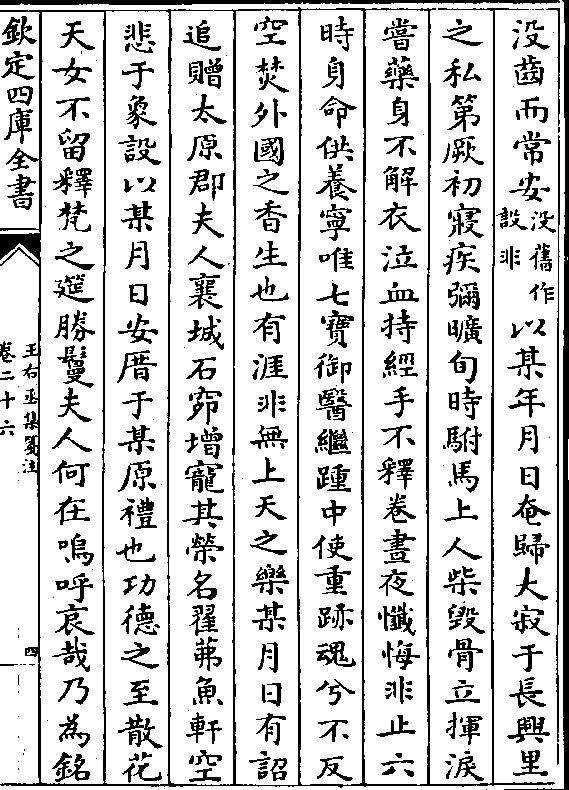 没齒而常安没舊作設非以某年月日奄歸大寂于長興里
之私第厥初寢疾彌曠旬時駙馬上人柴毀骨立揮淚
嘗藥身不解衣泣血持經手不釋卷晝夜懺悔非止六
時身命供養寧唯七寶御醫繼踵中使重跡魂兮不反
空焚外國之香生也有涯非無上天之樂某月日有詔
追贈太原郡夫人襄城石窌增寵其榮名翟茀魚軒空
悲于象設以某月日安厝于某原禮也功德之至散花
天女不留釋梵之筵勝鬘夫人何在嗚呼哀哉乃為銘
欽定四庫全書
王右丞集箋注
卷二十六
四